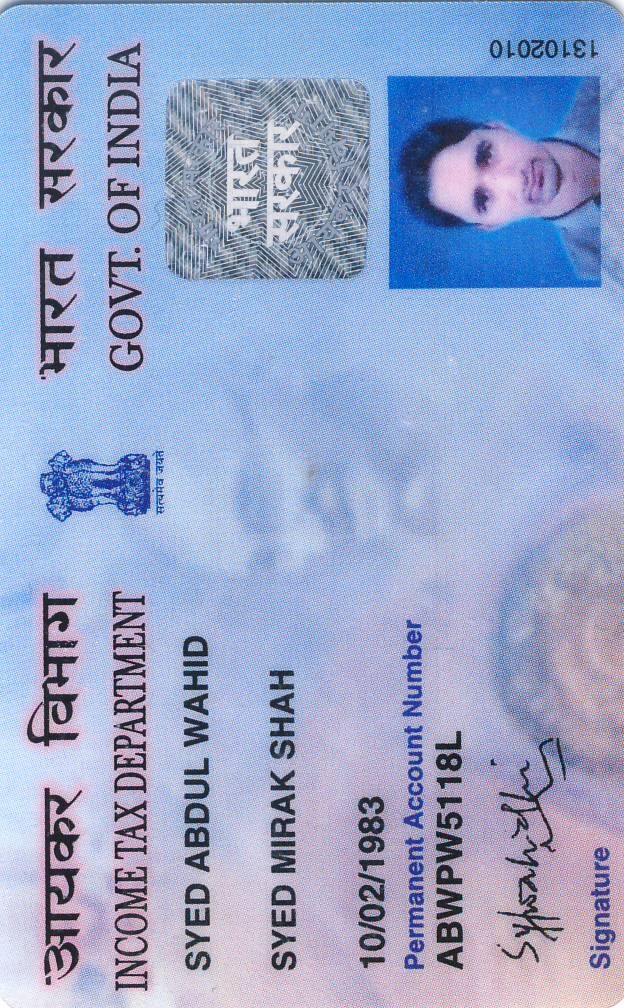 आयकर विभाग
INCOME TAX DEPARTMENT
सत्यमेव जयते
भारत सरकार
GOVT. OF INDIA
SYED ABDUL WAHID
SYED MIRAK SHAH
10/02/1983
Permanent Account Number
ABWPW5118L
Signature
भारत
सरकार
13102010